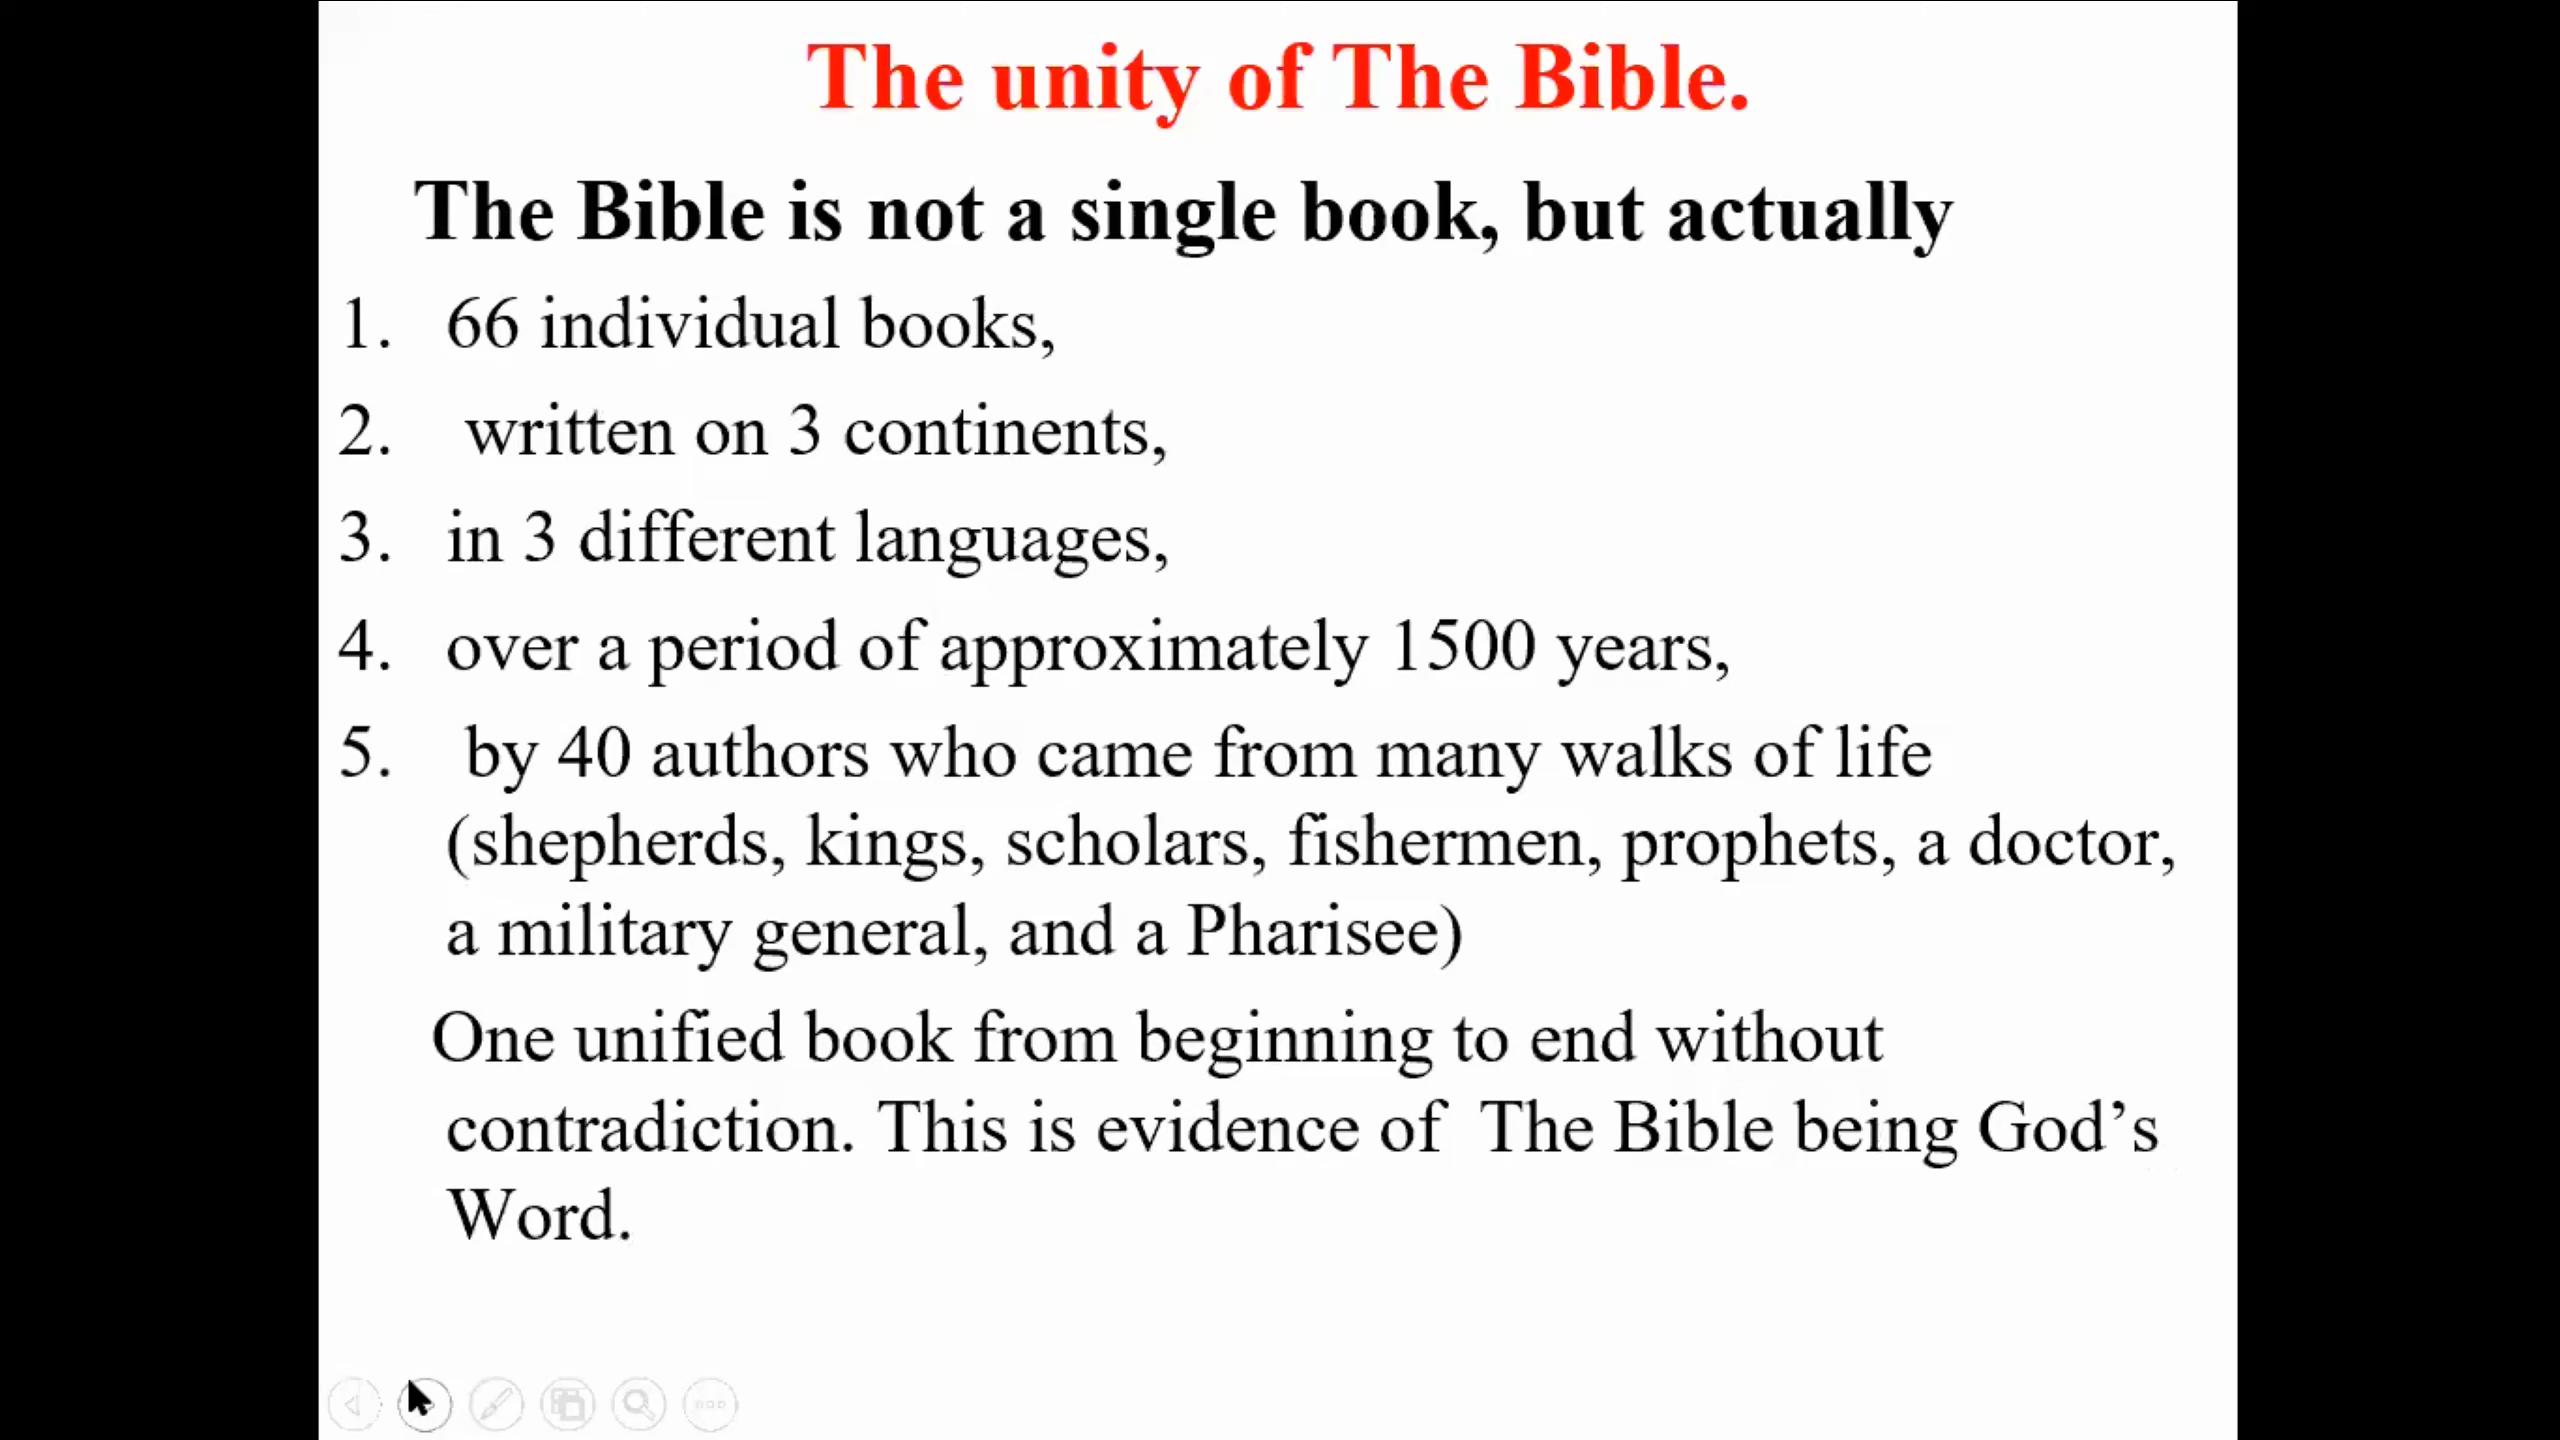 The unity of The Bible.
The Bible is not a single book, but actually
1. 66 individual books,
2. written on 3 continents,
3. in 3 different languages,
4. over a period of approximately 1500 years,
5. by 40 authors who came from many walks of life
(shepherds, kings, scholars, fishermen, prophets, a doctor,
a military general, and a Pharisee)
One unified book from beginning to end without
contradiction. This is evidence of The Bible being God’s
Word.